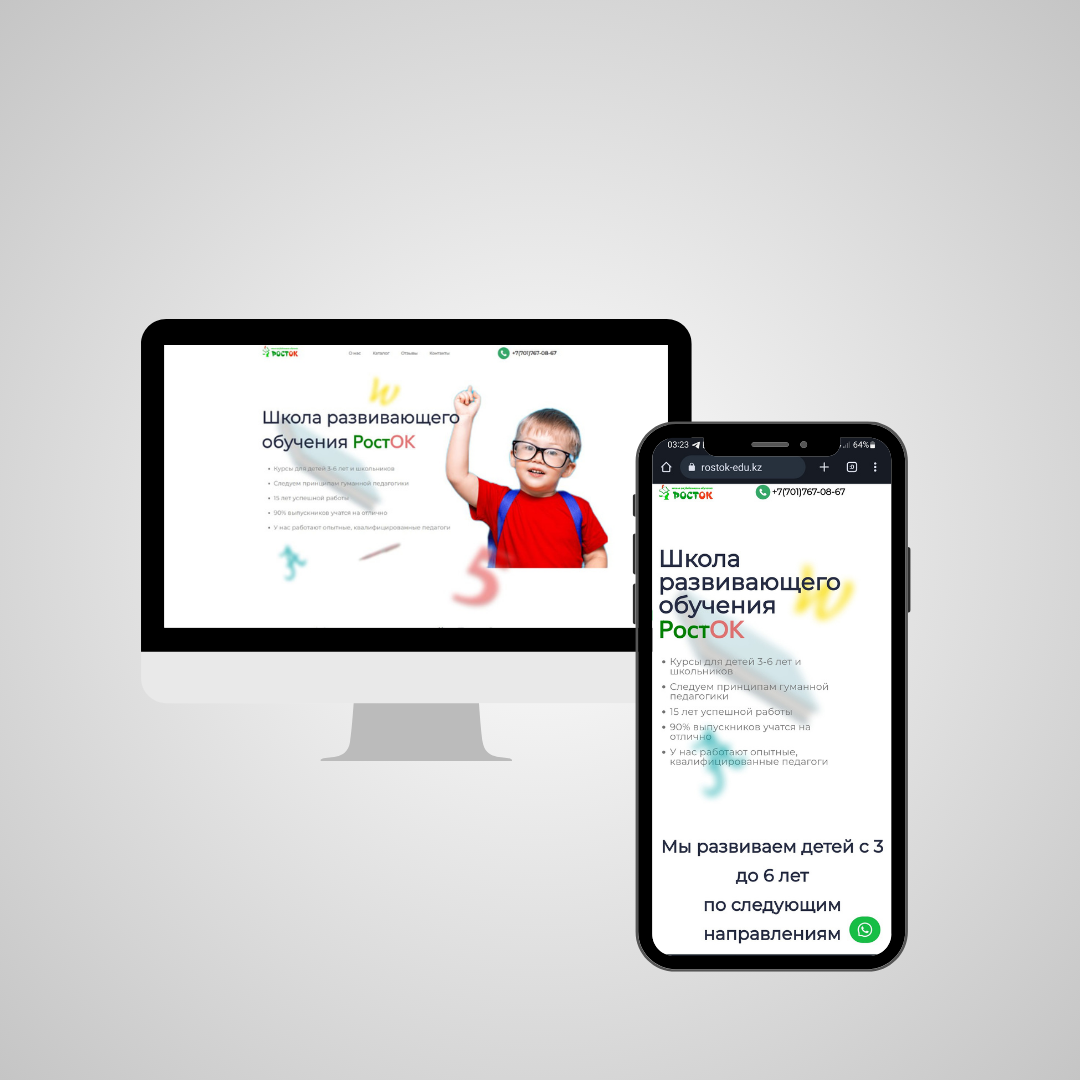 РОСТОК
О нас Каталог Отзывы Контакты
+7(701)767-08-67
Школа развивающего
обучения РостОК
Курсы для детей 3-6 лет и школьников
Следуем принципам гуманной педагогики
15 лет успешной работы
90% выпускников учатся на отлично
У нас работают опытные, квалифицированные педагоги
w
5
03:23 64%
rostok-edu.kz
РОСТОК
+7(701)767-08-67
Школа
развивающего
обучения
РостОК
Курсы для детей 3-6 лет и
школьников
Следуем принципам гуманной
педагогики
15 лет успешной работы
90% выпускников учатся на
отлично
У нас работают опытные,
квалифицированные педагоги
w
Мы развиваем детей с 3
до 6 лет
по следующим
направлениям